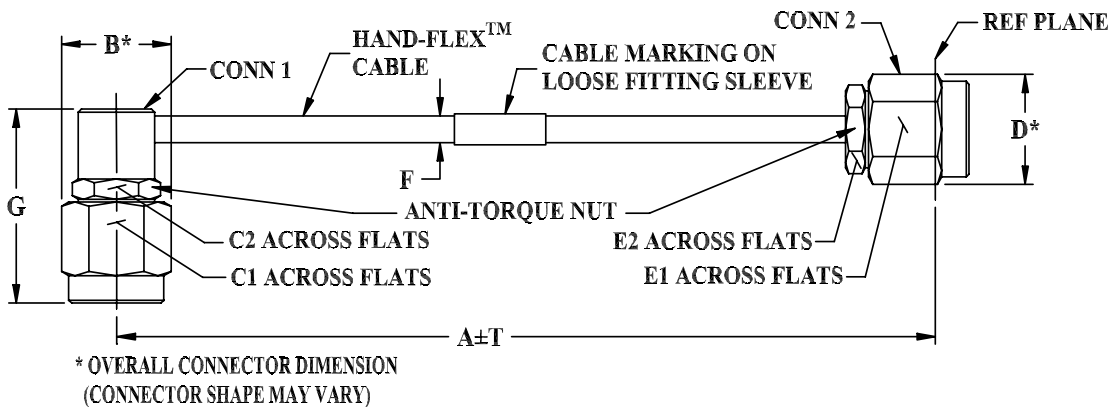 B*
CONN 1
HAND-FLEX™
CABLE
CABLE MARKING ON
LOOSE FITTING SLEEVE
CONN 2
REF PLANE
D*
F
G
ANTI-TORQUE NUT
C2 ACROSS FLATS
C1 ACROSS FLATS
E2 ACROSS FLATS
E1 ACROSS FLATS
A±T
* OVERALL CONNECTOR DIMENSION
(CONNECTOR SHAPE MAY VARY)